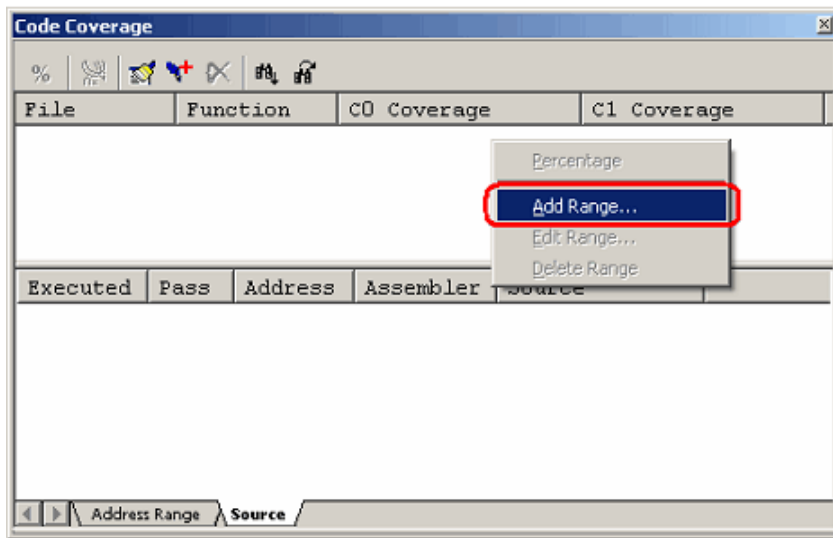 Code Coverage
%
File Function C0 Coverage C1 Coverage
Percentage
Add Range...
Edit Range...
Delete Range
Executed Pass Address Assembler Source
Address Range Source